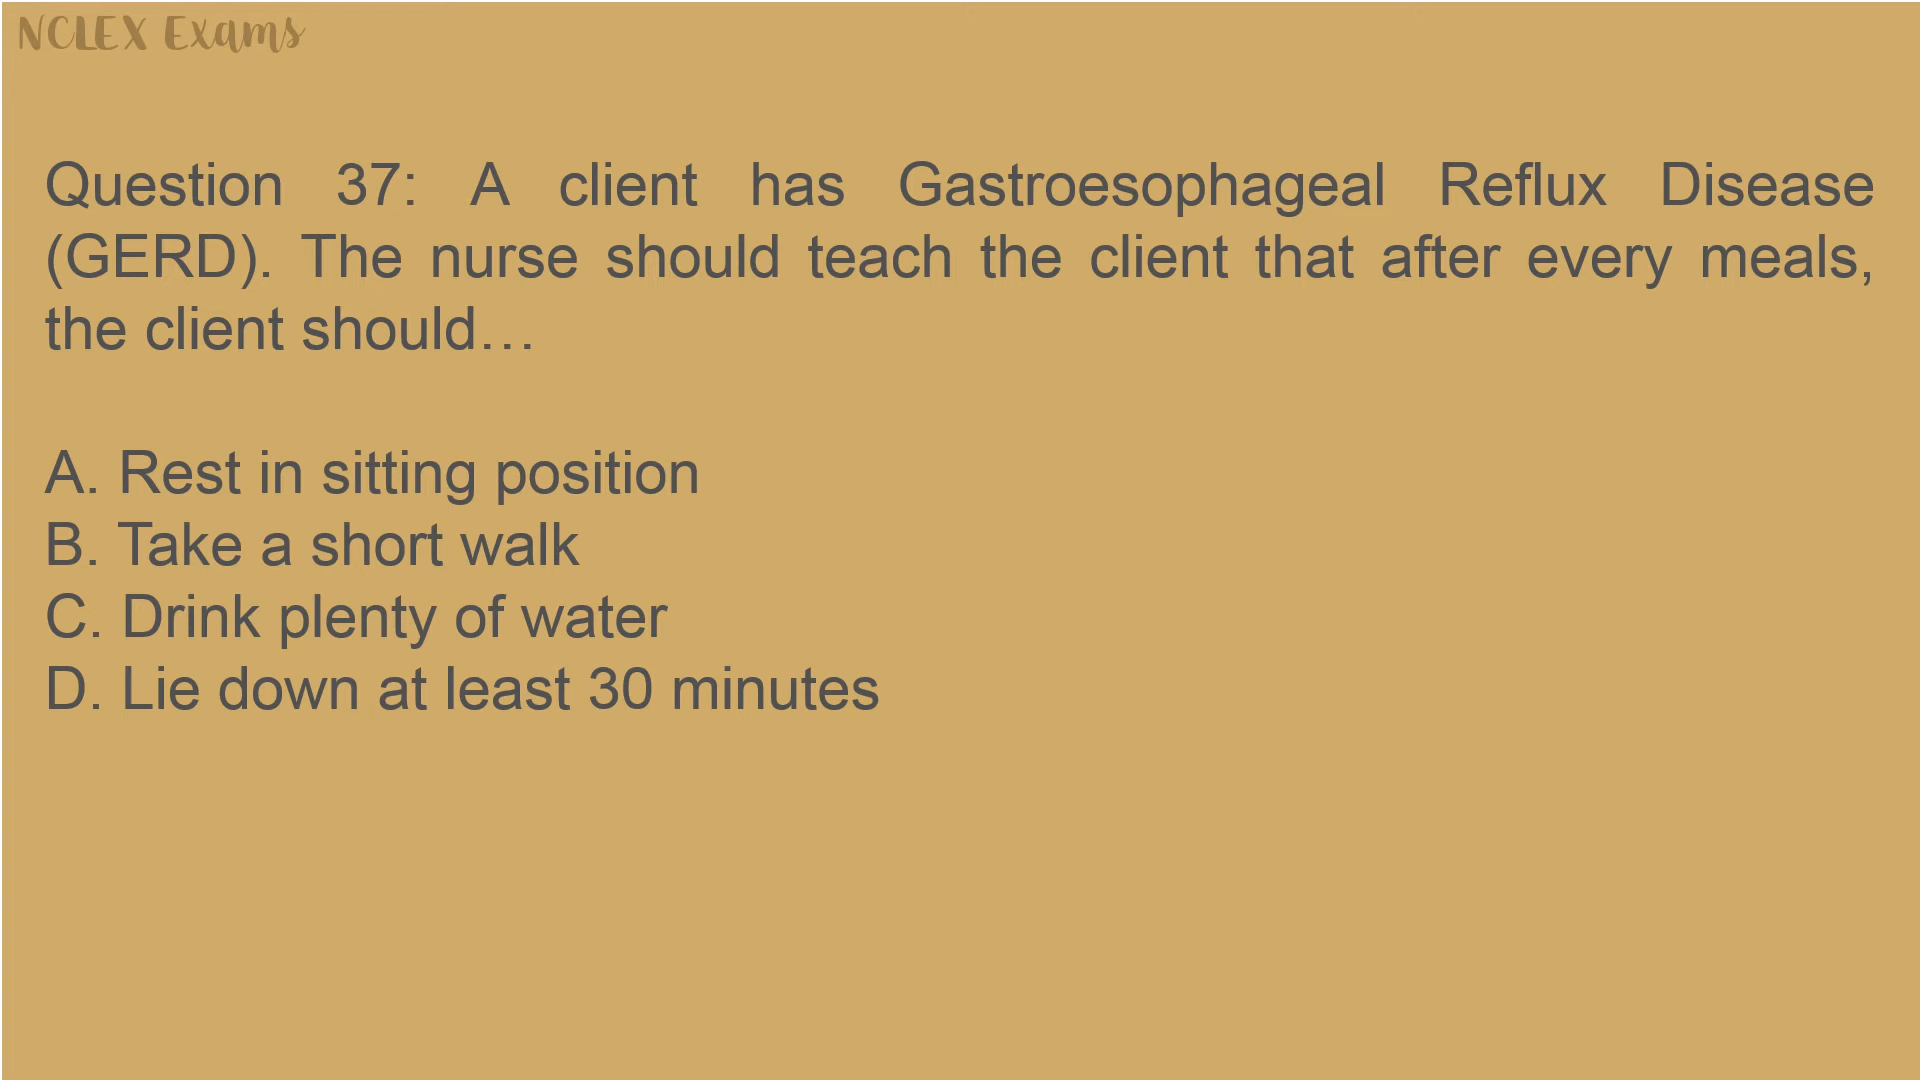 NCLEX Exams
Question 37: A client has Gastroesophageal Reflux Disease
(GERD). The nurse should teach the client that after every meals,
the client should…
A. Rest in sitting position
B. Take a short walk
C. Drink plenty of water
D. Lie down at least 30 minutes